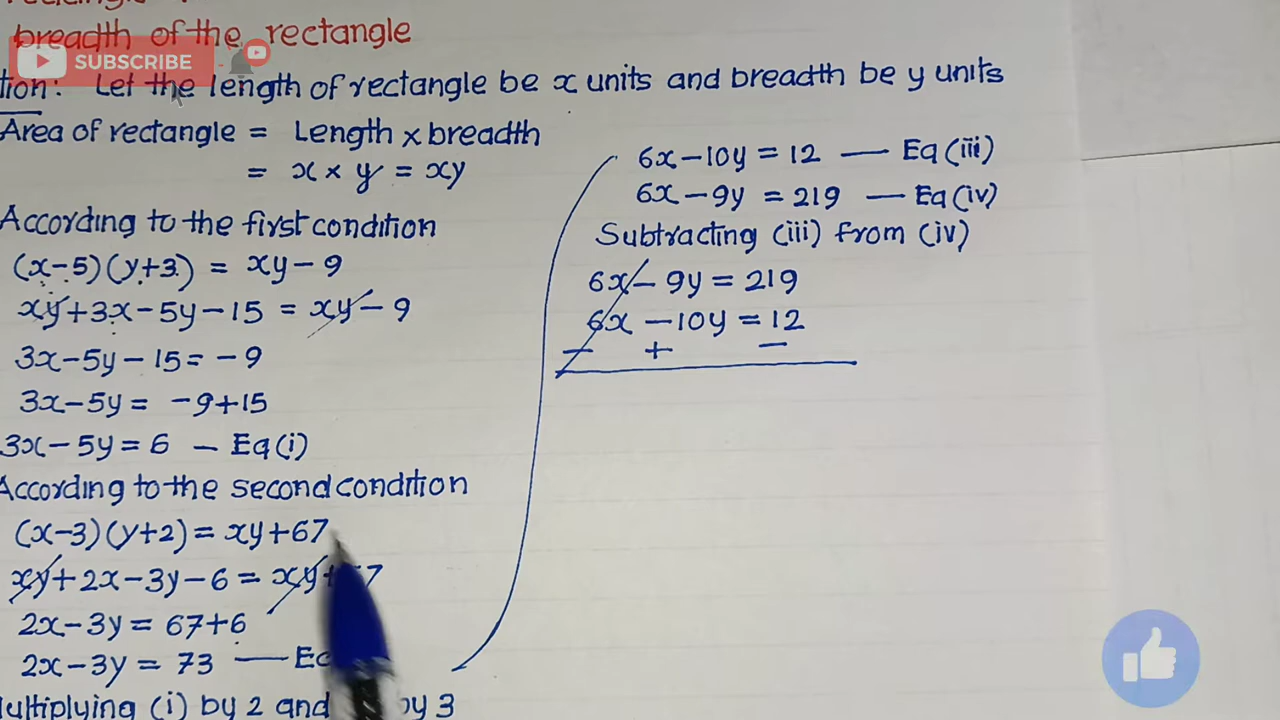 breadth of the rectangle
SUBSCRIBE
tion: Let the length of rectangle be x units and breadth be y units
Area of rectangle = Length × breadth
= x × y = xy
According to the first condition
(x-5)(y+3) = xy - 9
xy+3x-5y-15 = xy-9
3x-5y-15 = -9
3x-5y = -9+15
3x-5y = 6 - Eq(i)
According to the second condition
(x-3)(y+2) = xy+67
xy+2x-3y-6 = xy+67
2x-3y = 67+6
2x-3y = 73 — Eq
Multiplying (i) by 2 and by 3
6x-10y = 12 — Eq(iii)
6x-9y = 219 — Eq(iv)
Subtracting (iii) from (iv)
6x-9y = 219
6x-10y = 12
- + -